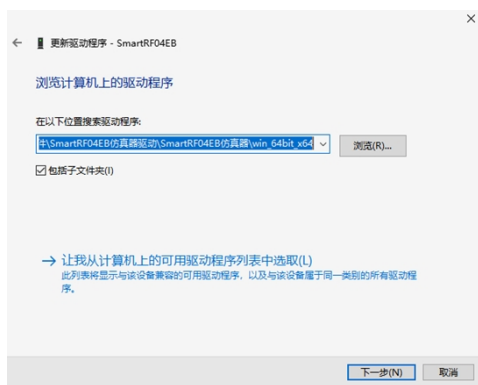 更新驱动程序 - SmartRF04EB
浏览计算机上的驱动程序
在以下位置搜索驱动程序:
\SmartRF04EB仿真器驱动\SmartRF04EB仿真器\win_64bit_x64
浏览(R)...
包括子文件夹(I)
让我从计算机上的可用驱动程序列表中选取(L)
此列表将显示与该设备兼容的可用驱动程序，以及与该设备属于同一类别的所有驱动程
序。
下一步(N)
取消